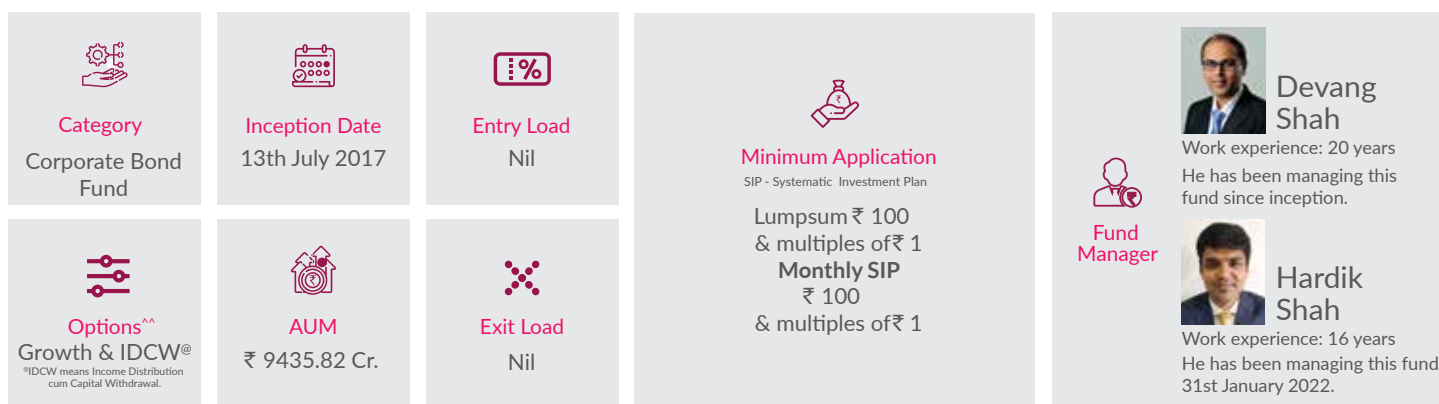 Category
Corporate Bond
Fund
Inception Date
13th July 2017
%
Entry Load
Nil
Options^^
Growth & IDCW@
@IDCW means Income Distribution
cum Capital Withdrawal.
₹
AUM
₹ 9435.82 Cr.
Exit Load
Nil
₹
Minimum Application
SIP - Systematic Investment Plan
Lumpsum ₹ 100
& multiples of ₹ 1
Monthly SIP
₹ 100
& multiples of ₹ 1
₹
Fund
Manager
Devang
Shah
Work experience: 20 years
He has been managing this
fund since inception.
Hardik
Shah
Work experience: 16 years
He has been managing this fund
31st January 2022.